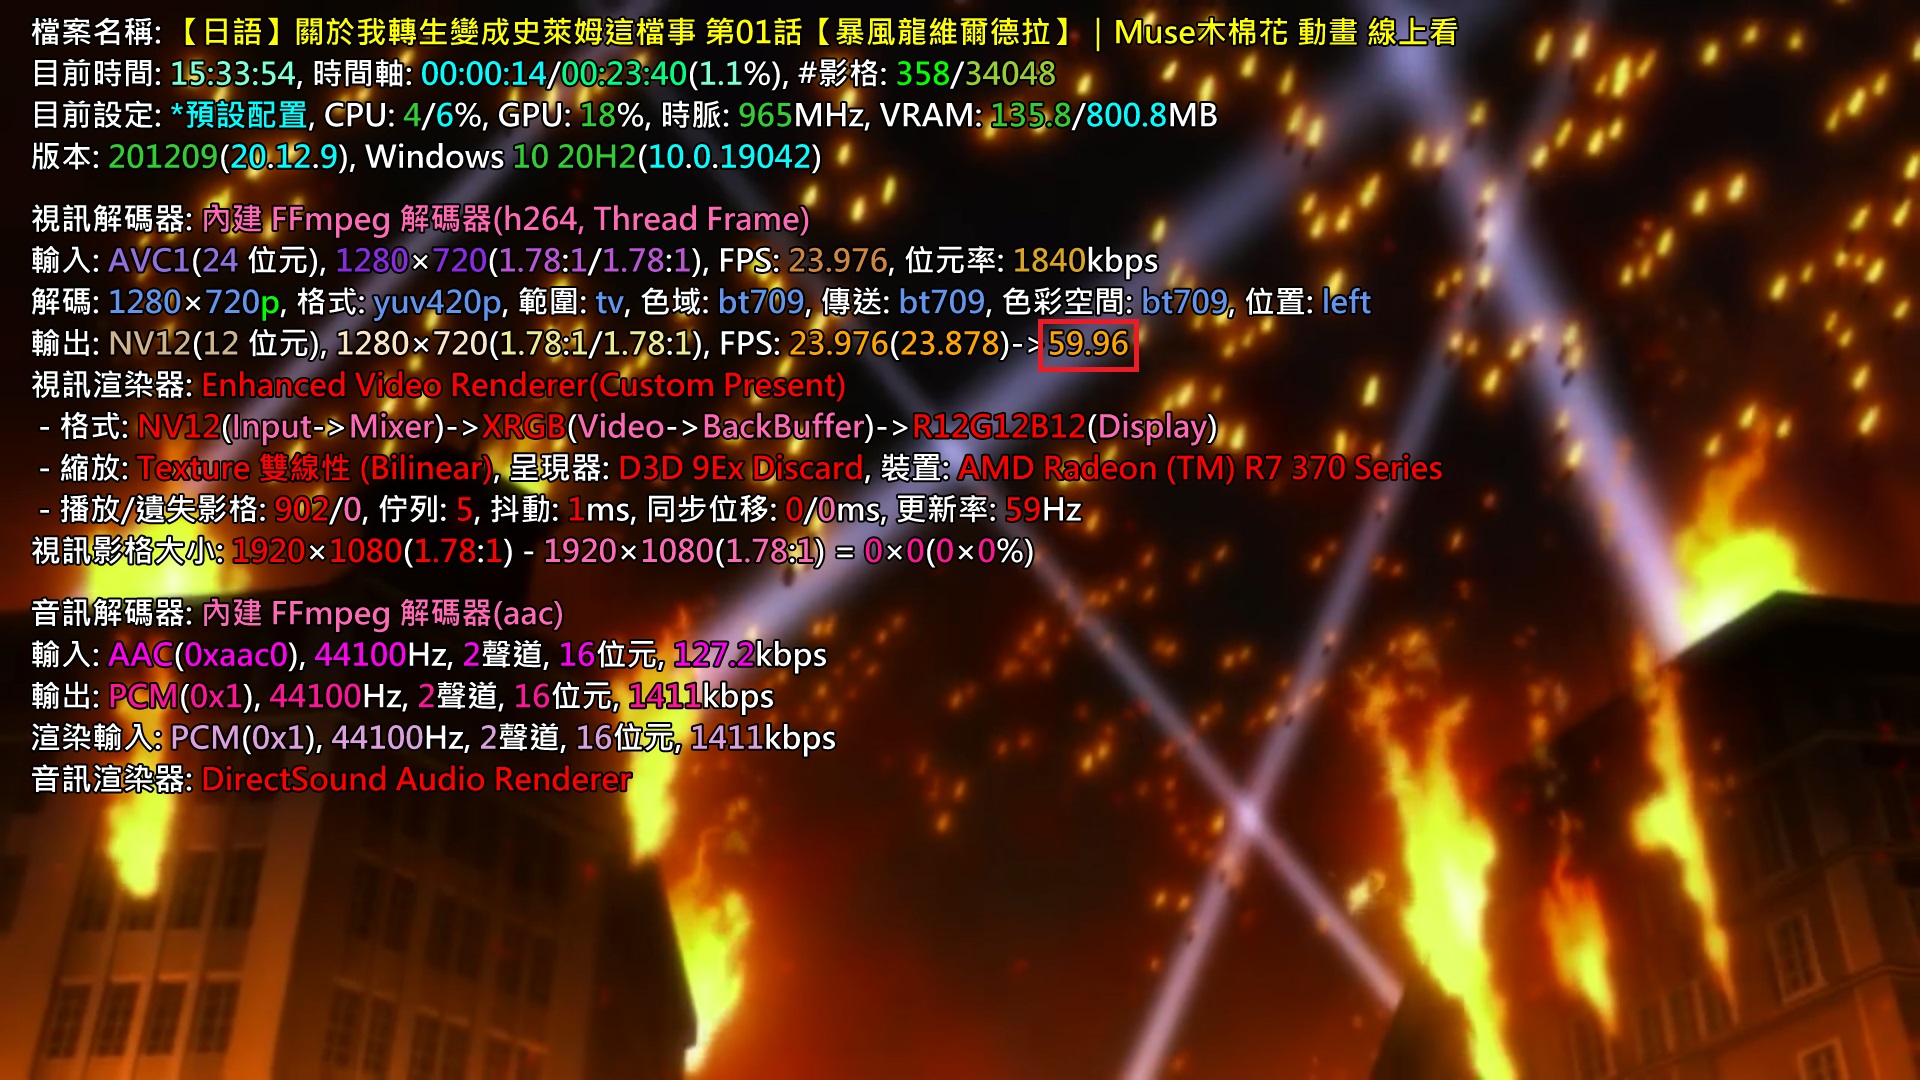 檔案名稱: 【日語】關於我轉生變成史萊姆這檔事 第01話【暴風龍維爾德拉】｜Muse木棉花 動畫 線上看
目前時間: 15:33:54, 時間軸: 00:00:14/00:23:40(1.1%), #影格: 358/34048
目前設定: *預設配置, CPU: 4/6%, GPU: 18%, 時脈: 965MHz, VRAM: 135.8/800.8MB
版本: 201209(20.12.9), Windows 10 20H2(10.0.19042)
視訊解碼器: 內建 FFmpeg 解碼器(h264, Thread Frame)
輸入: AVC1(24 位元), 1280×720(1.78:1/1.78:1), FPS: 23.976, 位元率: 1840kbps
解碼: 1280×720p, 格式: yuv420p, 範圍: tv, 色域: bt709, 傳送: bt709, 色彩空間: bt709, 位置: left
輸出: NV12(12 位元), 1280×720(1.78:1/1.78:1), FPS: 23.976(23.878)->59.96
視訊渲染器: Enhanced Video Renderer(Custom Present)
- 格式: NV12(Input->Mixer)->XRGB(Video->BackBuffer)->R12G12B12(Display)
- 縮放: Texture 雙線性 (Bilinear), 呈現器: D3D 9Ex Discard, 裝置: AMD Radeon (TM) R7 370 Series
- 播放/遺失影格: 902/0, 佇列: 5, 抖動: 1ms, 同步位移: 0/0ms, 更新率: 59Hz
視訊影格大小: 1920×1080(1.78:1) - 1920×1080(1.78:1) = 0×0(0×0%)
音訊解碼器: 內建 FFmpeg 解碼器(aac)
輸入: AAC(0xaac0), 44100Hz, 2聲道, 16位元, 127.2kbps
輸出: PCM(0x1), 44100Hz, 2聲道, 16位元, 1411kbps
渲染輸入: PCM(0x1), 44100Hz, 2聲道, 16位元, 1411kbps
音訊渲染器: DirectSound Audio Renderer